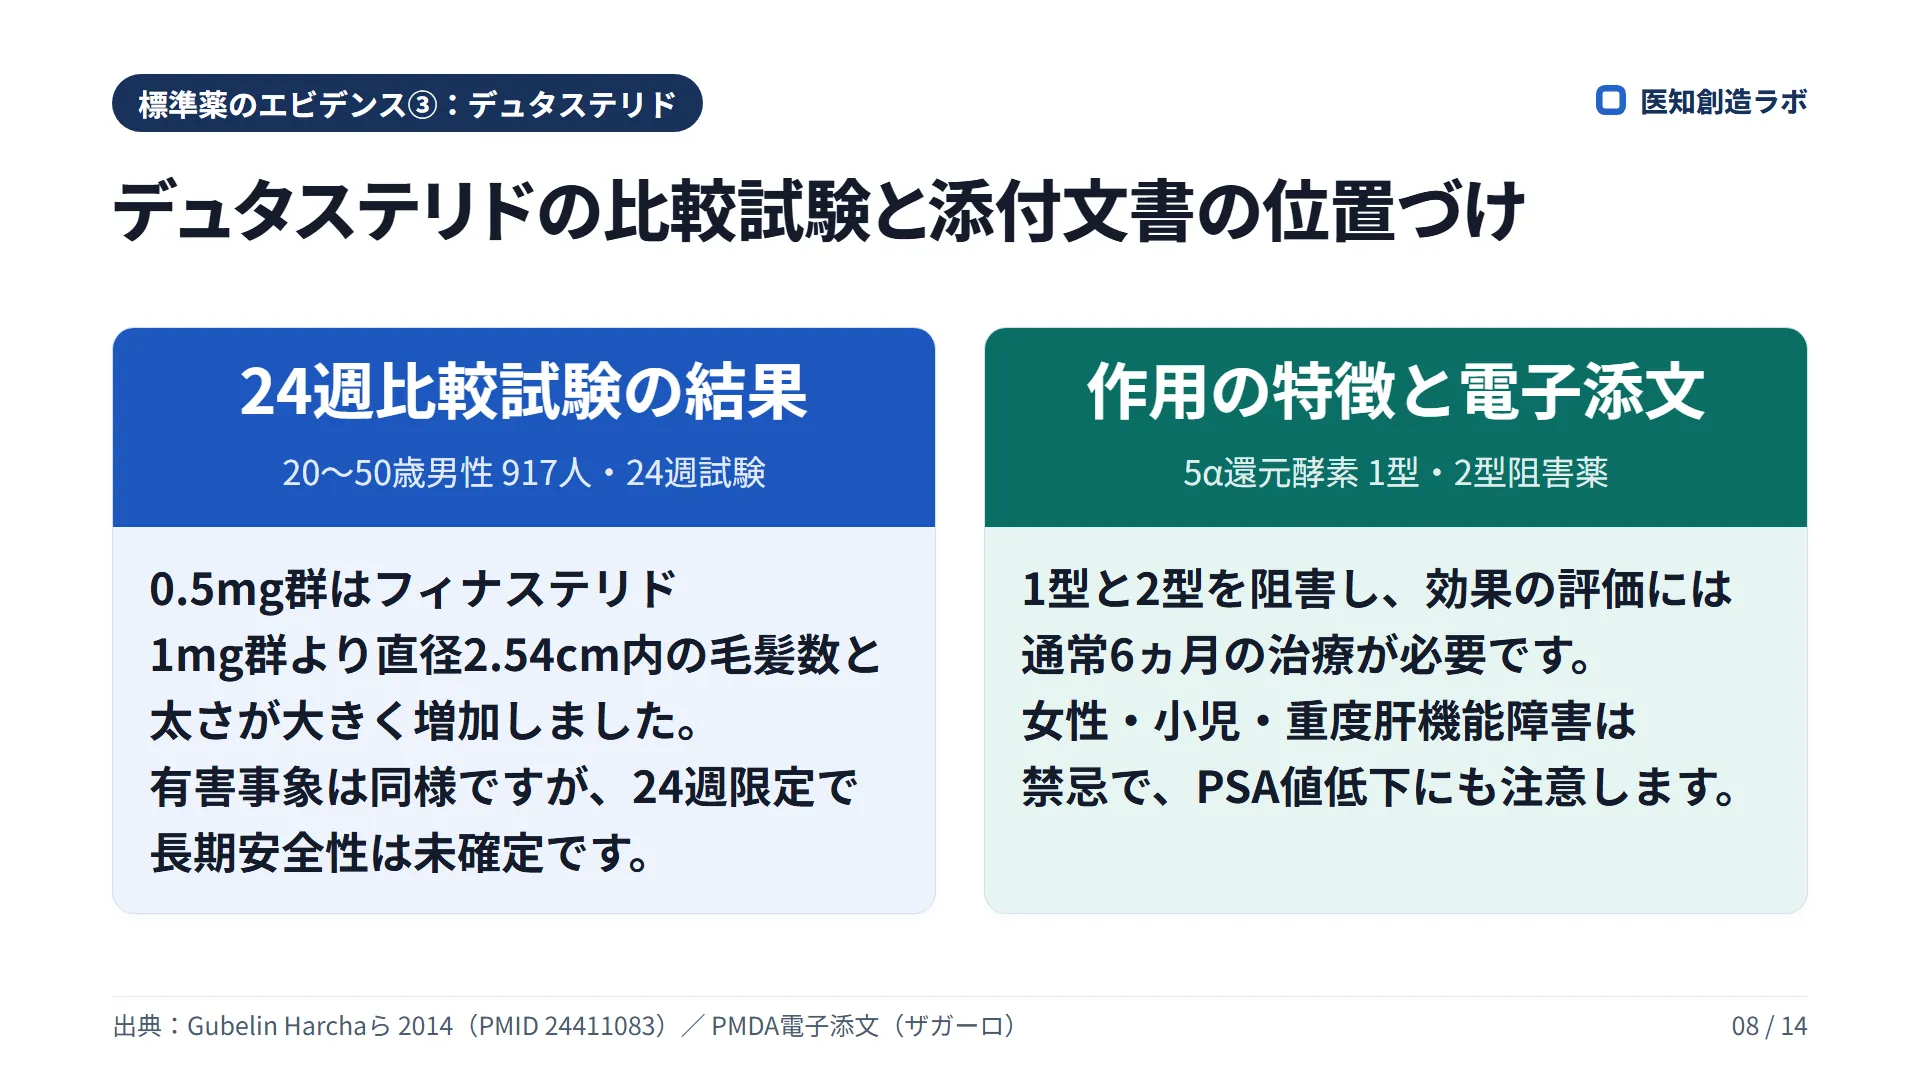 標準薬のエビデンス③：デュタステリド
医知創造ラボ
デュタステリドの比較試験と添付文書の位置づけ
24週比較試験の結果
20〜50歳男性 917人・24週試験
0.5mg群はフィナステリド
1mg群より直径2.54cm内の毛髪数と
太さが大きく増加しました。
有害事象は同様ですが、24週限定で
長期安全性は未確定です。
作用の特徴と電子添文
5α還元酵素 1型・2型阻害薬
1型と2型を阻害し、効果の評価には
通常6ヵ月の治療が必要です。
女性・小児・重度肝機能障害は
禁忌で、PSA値低下にも注意します。
出典：Gubelin Harchaら 2014（PMID 24411083）／ PMDA電子添文（ザガーロ）
08 / 14